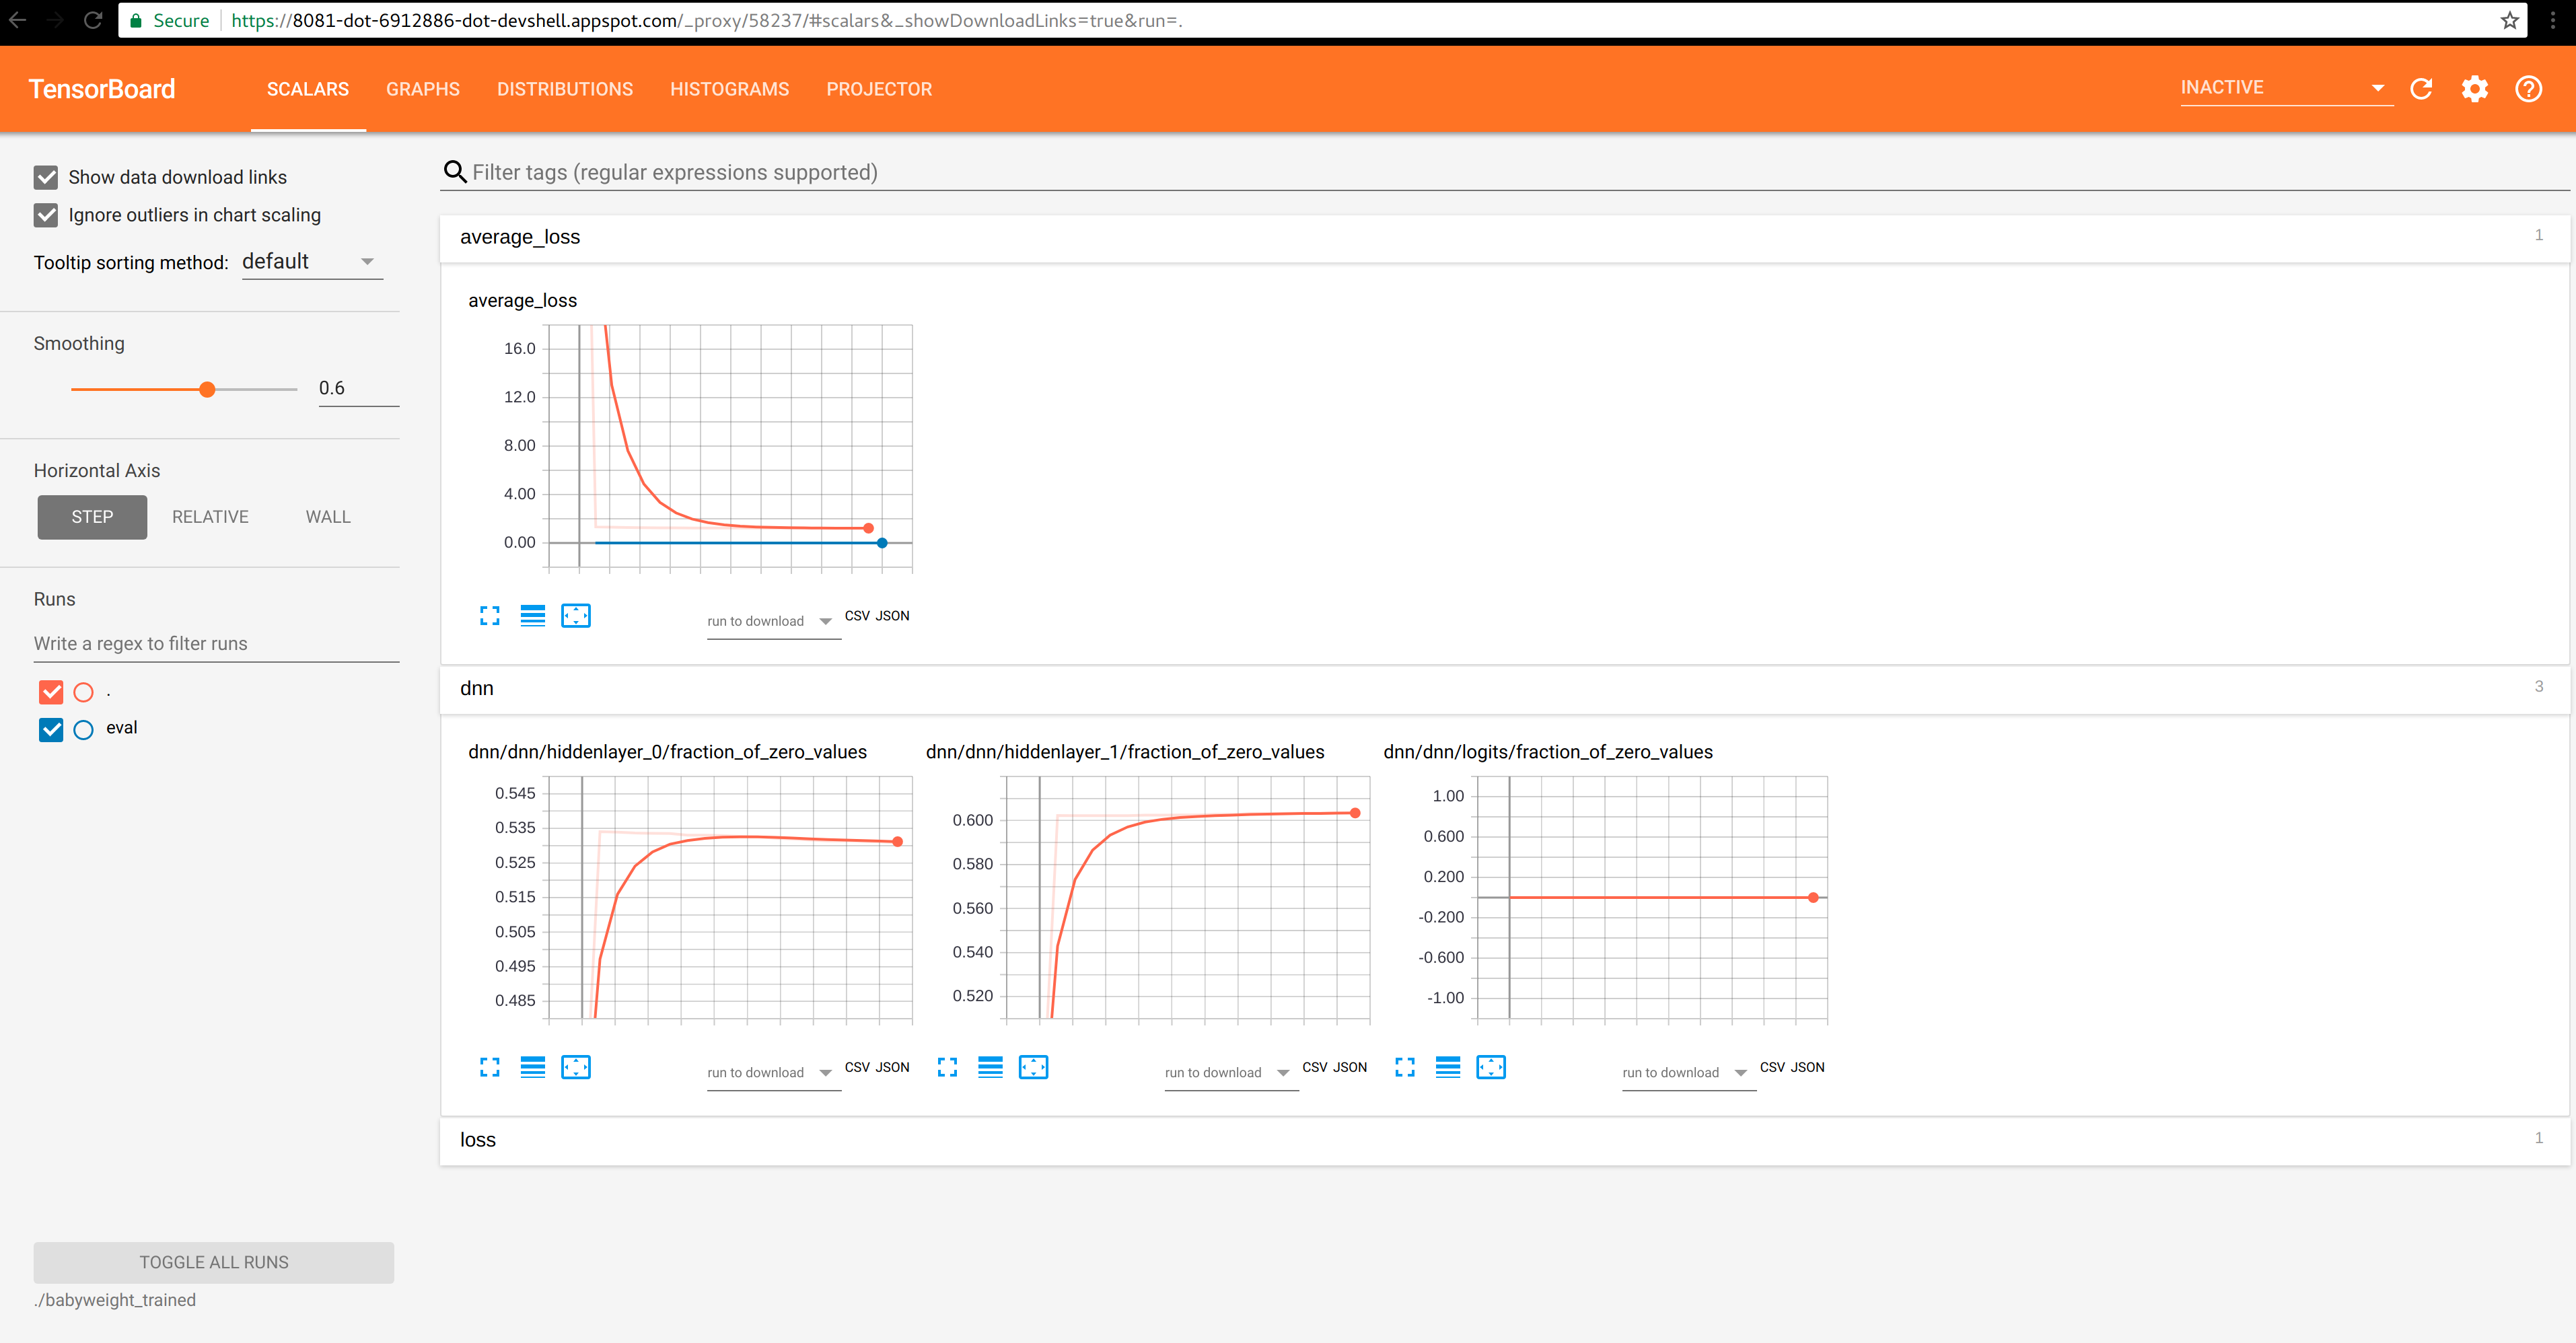 Secure https://8081-dot-6912886-dot-devshell.appspot.com/_proxy/58237/#scalars&_showDownloadLinks=true&run=.
TensorBoard SCALARS GRAPHS DISTRIBUTIONS HISTOGRAMS PROJECTOR INACTIVE
Show data download links
Ignore outliers in chart scaling
Tooltip sorting method: default
Smoothing
0.6
Horizontal Axis
STEP RELATIVE WALL
Runs
Write a regex to filter runs
.
eval
TOGGLE ALL RUNS
./babyweight_trained
Filter tags (regular expressions supported)
average_loss 1
average_loss
16.0
12.0
8.00
4.00
0.00
run to download CSV JSON
dnn 3
dnn/dnn/hiddenlayer_0/fraction_of_zero_values
0.545
0.535
0.525
0.515
0.505
0.495
0.485
run to download CSV JSON
dnn/dnn/hiddenlayer_1/fraction_of_zero_values
0.600
0.580
0.560
0.540
0.520
run to download CSV JSON
dnn/dnn/logits/fraction_of_zero_values
1.00
0.600
0.200
-0.200
-0.600
-1.00
run to download CSV JSON
loss 1